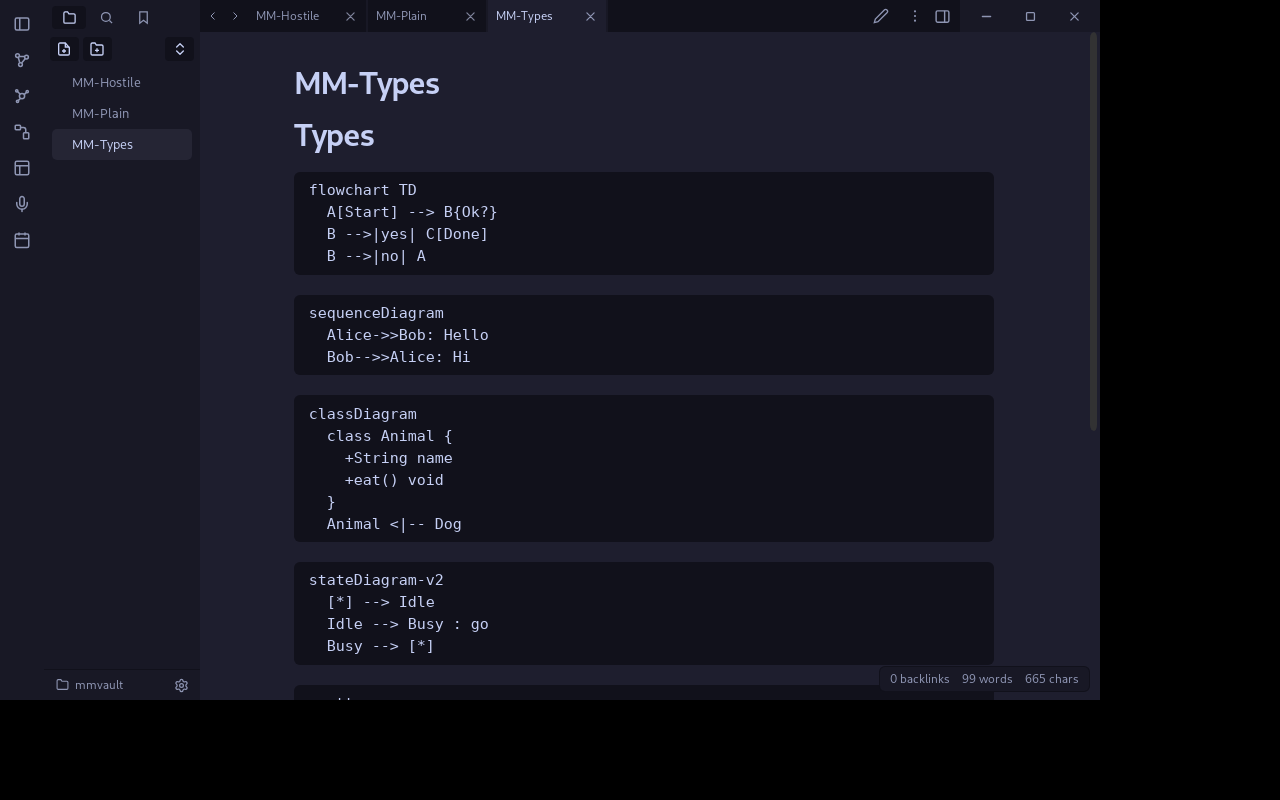 MM-Hostile
MM-Plain
MM-Types
MM-Hostile
MM-Plain
MM-Types
MM-Types
Types
flowchart TD
  A[Start] --> B{Ok?}
  B -->|yes| C[Done]
  B -->|no| A
sequenceDiagram
  Alice->>Bob: Hello
  Bob-->>Alice: Hi
classDiagram
  class Animal {
    +String name
    +eat() void
  }
  Animal <|-- Dog
stateDiagram-v2
  [*] --> Idle
  Idle --> Busy : go
  Busy --> [*]
mmvault
0 backlinks 99 words 665 chars